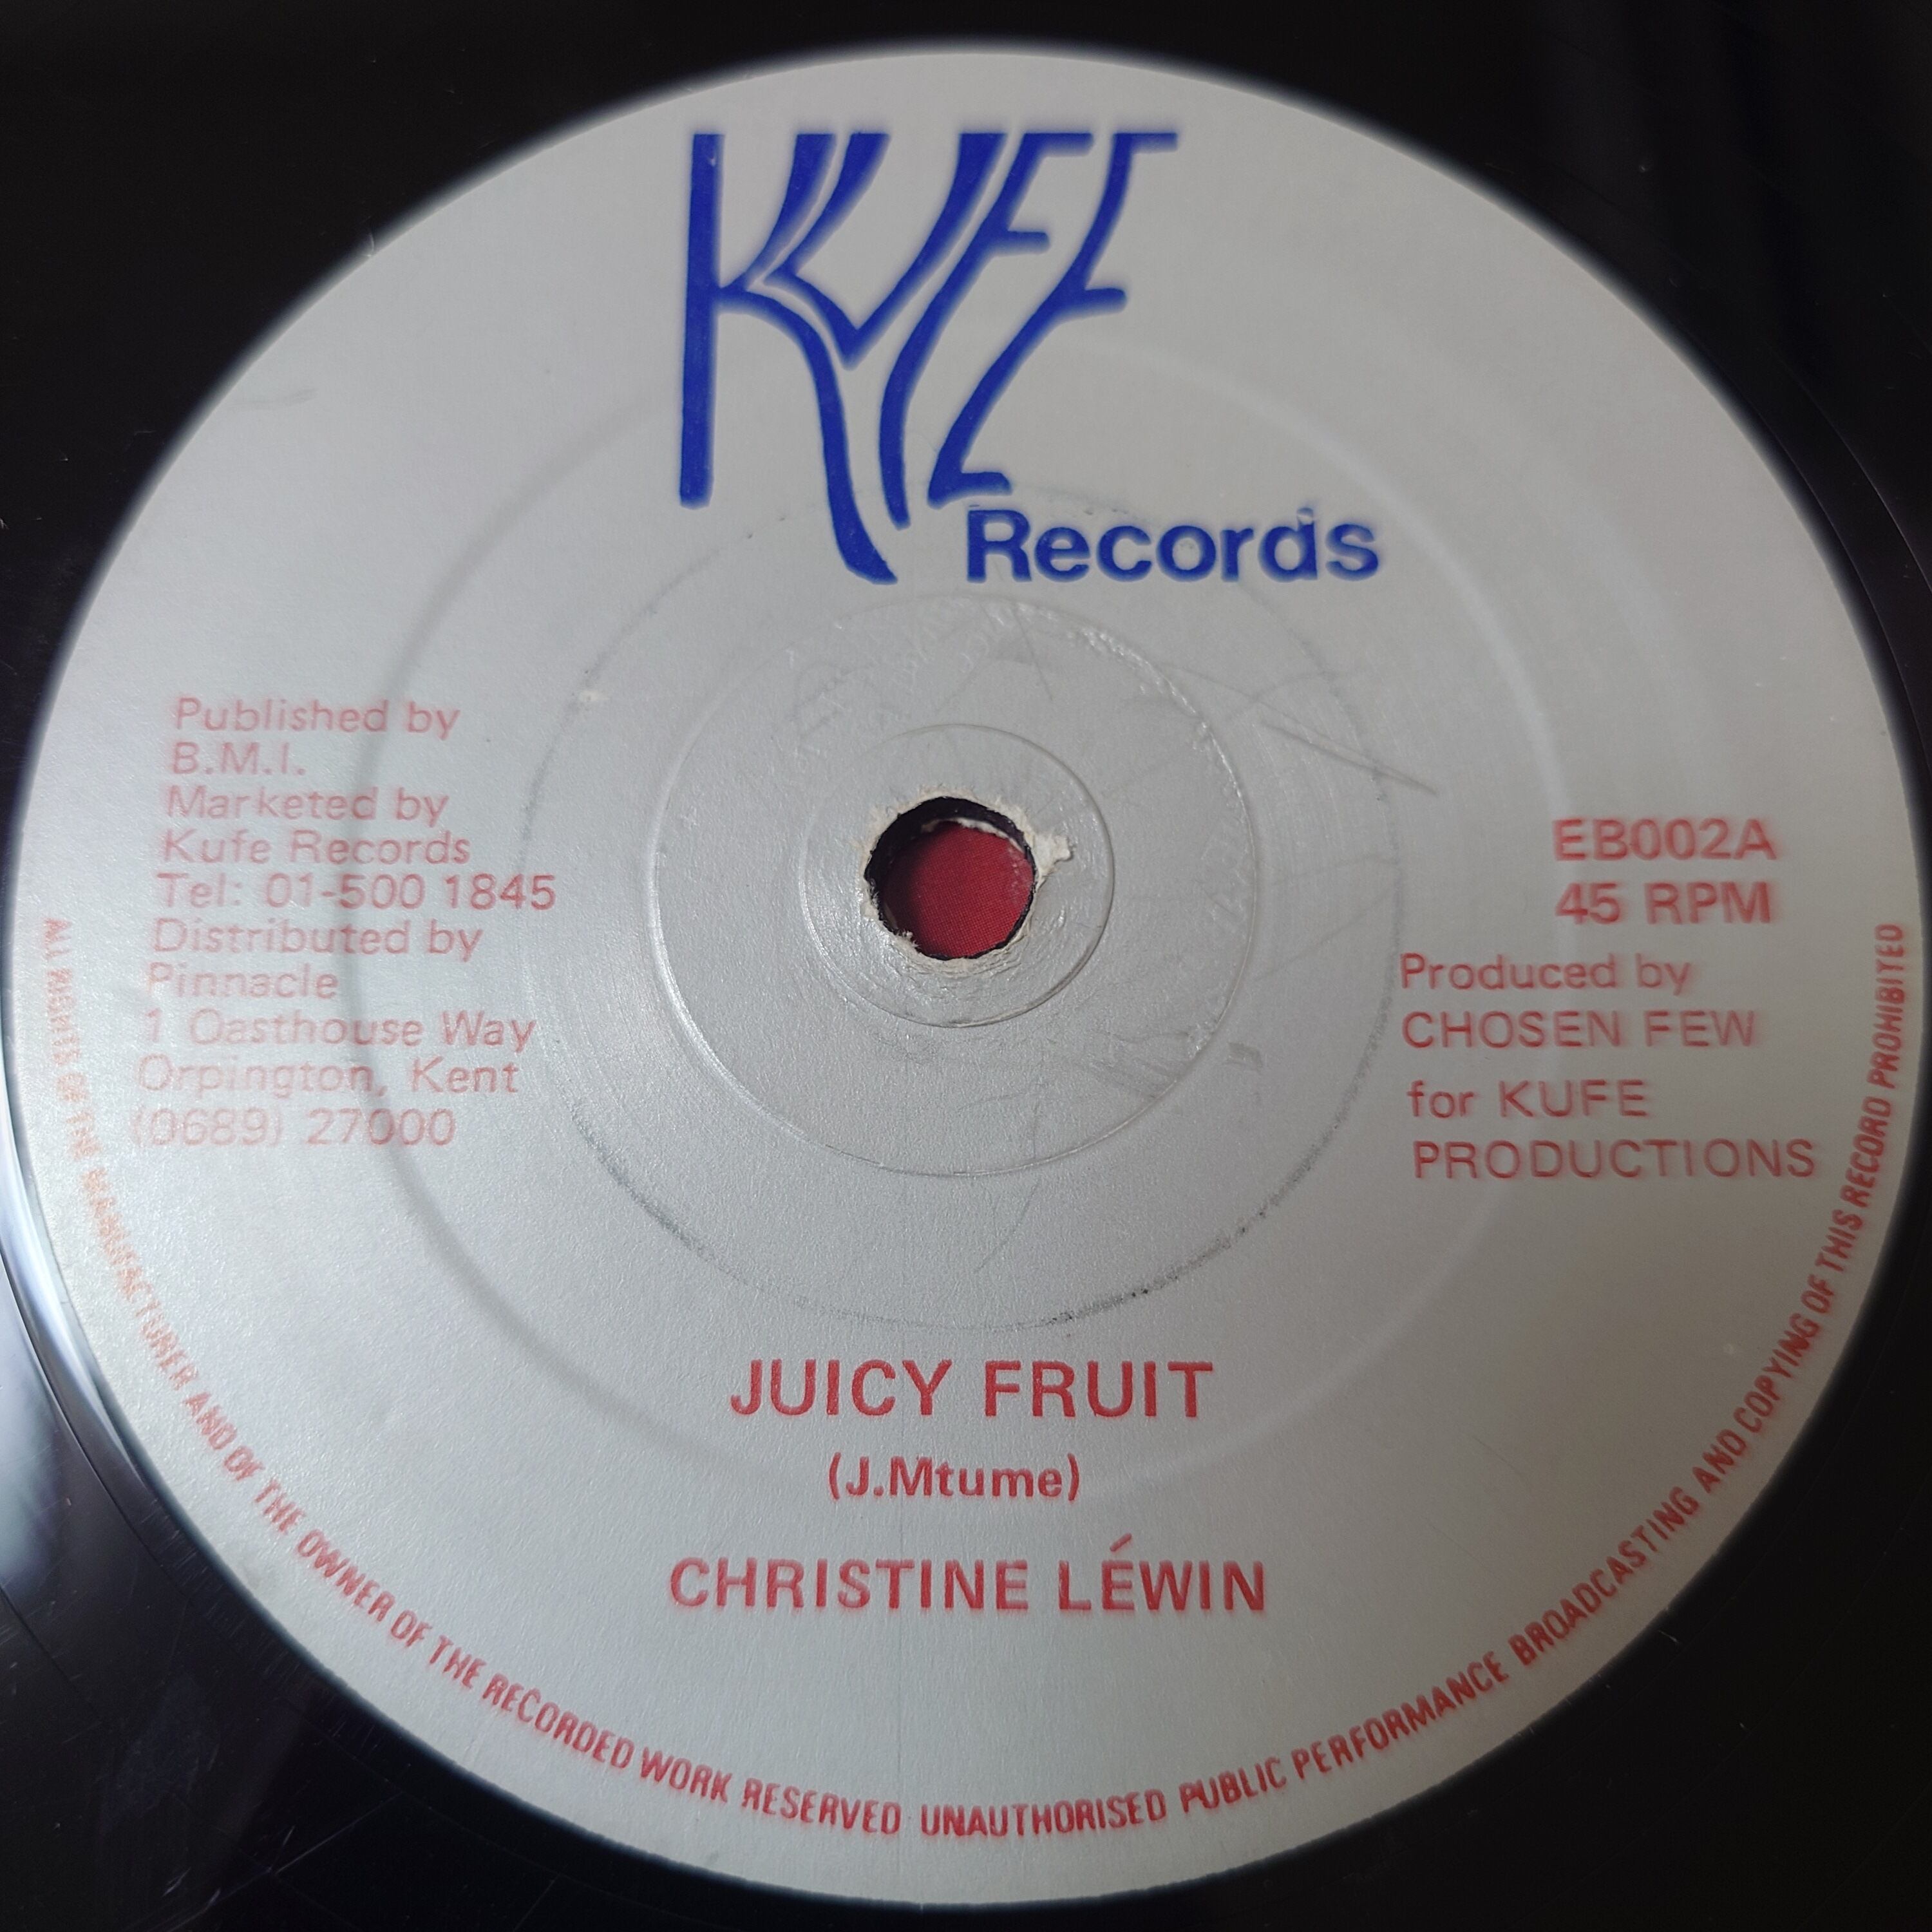 KUFE
Records
Published by
B.M.I.
Marketed by
Kufe Records
Tel: 01-500 1845
Distributed by
Pinnacle
1 Oasthouse Way
Orpington, Kent
(0689) 27000
EB002A
45 RPM
Produced by
CHOSEN FEW
for KUFE
PRODUCTIONS
JUICY FRUIT
(J.Mtume)
CHRISTINE LÉWIN
ALL RIGHTS OF THE MANUFACTURER AND OF THE OWNER OF THE RECORDED WORK RESERVED UNAUTHORISED PUBLIC PERFORMANCE BROADCASTING AND COPYING OF THIS RECORD PROHIBITED